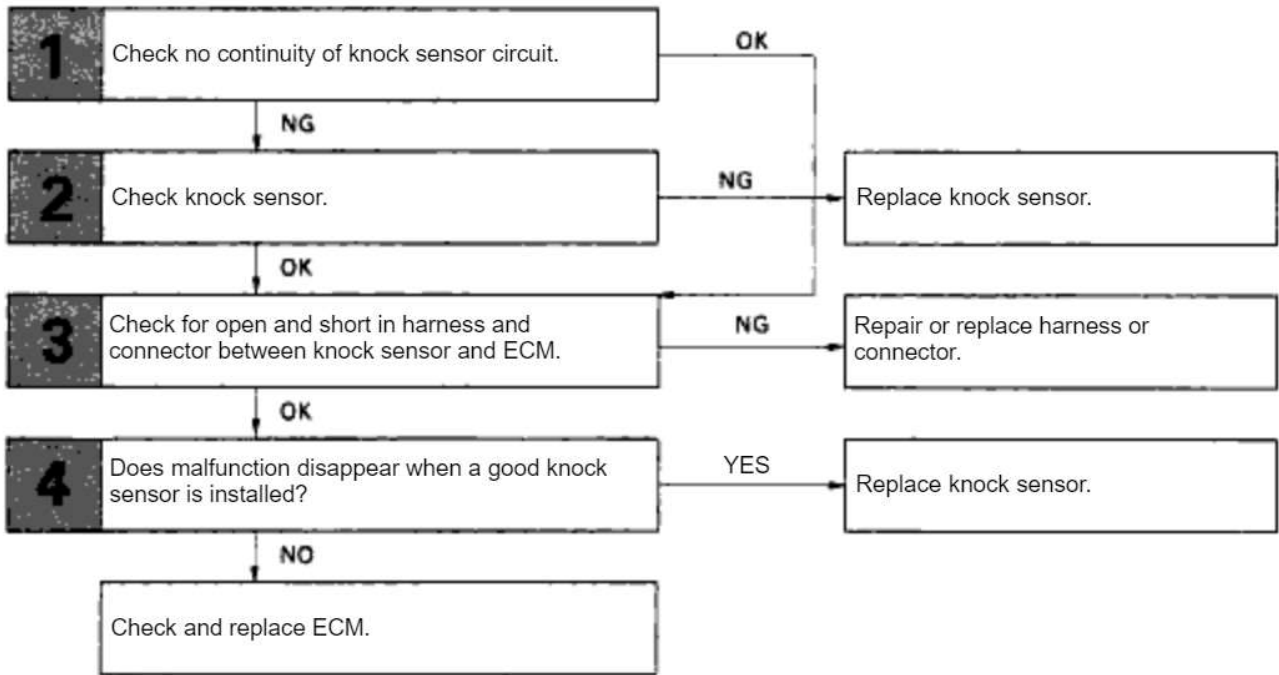 1
Check no continuity of knock sensor circuit.
OK
NG
2
Check knock sensor.
NG
Replace knock sensor.
OK
3
Check for open and short in harness and
connector between knock sensor and ECM.
NG
Repair or replace harness or
connector.
OK
4
Does malfunction disappear when a good knock
sensor is installed?
YES
Replace knock sensor.
NO
Check and replace ECM.